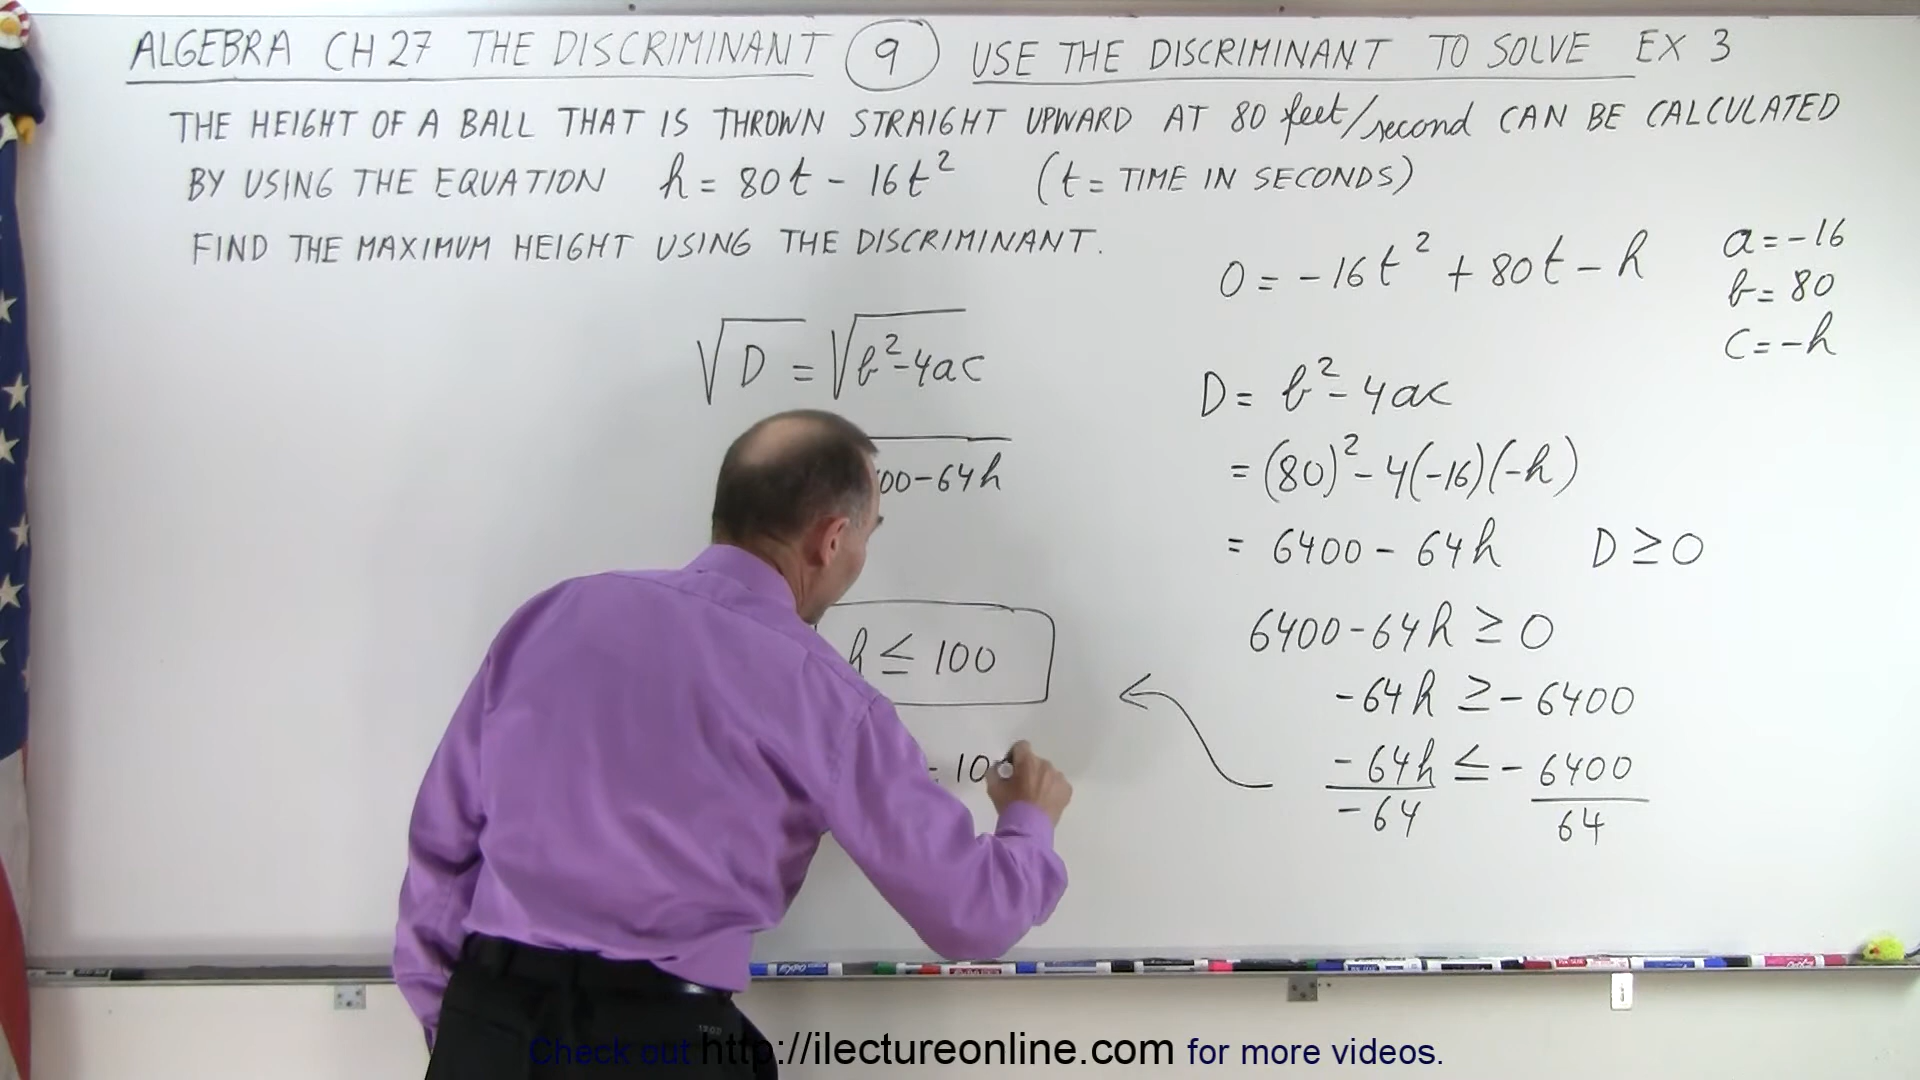 ALGEBRA CH 27 THE DISCRIMINANT 9 USE THE DISCRIMINANT TO SOLVE EX 3
THE HEIGHT OF A BALL THAT IS THROWN STRAIGHT UPWARD AT 80 feet/second CAN BE CALCULATED
BY USING THE EQUATION h = 80t - 16t² (t = TIME IN SECONDS)
FIND THE MAXIMUM HEIGHT USING THE DISCRIMINANT.
√D = √b²-4ac
00-64h
h ≤ 100
= 10
0 = -16t² + 80t - h
a = -16
b = 80
c = -h
D = b² - 4ac
= (80)² - 4(-16)(-h)
= 6400 - 64h D ≥ 0
6400 - 64h ≥ 0
-64h ≥ -6400
-64h ≤ -6400
-64 64
Check out http://ilectureonline.com for more videos.